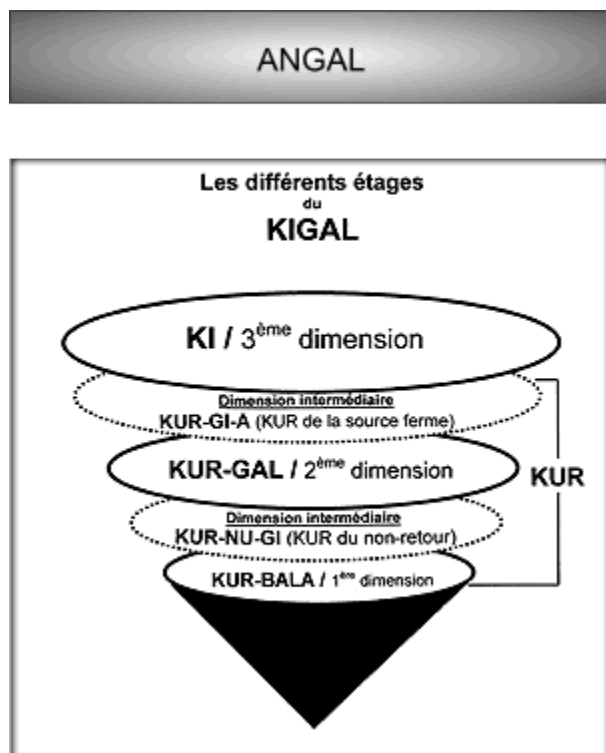 ANGAL
Les différents étages
du
KIGAL
KI / 3ème dimension
Dimension intermédiaire
KUR-GI-A (KUR de la source ferme)
KUR-GAL / 2ème dimension
KUR
Dimension intermédiaire
KUR-NU-GI (KUR du non-retour)
KUR-BALA / 1ère dimension